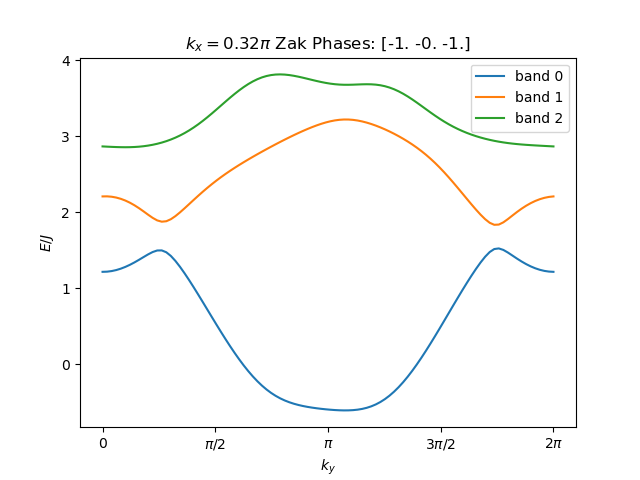 $k_x = 0.32\pi$ Zak Phases: [-1. -0. -1.]
band 0
band 1
band 2
4
3
2
1
0
E/J
0
π/2
π
3π/2
2π
$k_y$